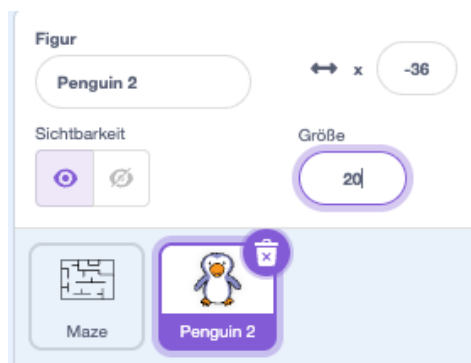 Figur
Penguin 2
x -36
Sichtbarkeit Größe
20
Maze Penguin 2